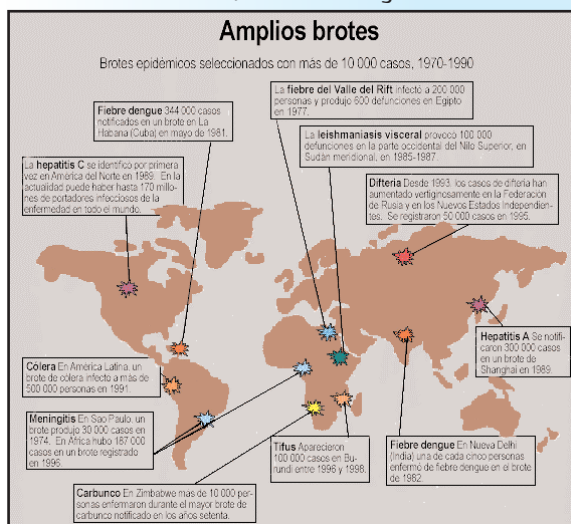 Amplios brotes
Brotes epidémicos seleccionados con más de 10 000 casos, 1970-1990
Fiebre dengue 344 000 casos
notificados en un brote en La
Habana (Cuba) en mayo de 1981.
La fiebre del Valle del Rift infectó a 200 000
personas y produjo 600 defunciones en Egipto
en 1977.
La leishmaniasis visceral provocó 100 000
defunciones en la parte occidental del Nilo Superior, en
Sudán meridional, en 1985-1987.
La hepatitis C se identificó por primera
vez en América del Norte en 1989. En la
actualidad puede haber hasta 170 millo-
nes de portadores infecciosos de la
enfermedad en todo el mundo.
Difteria Desde 1993, los casos de difteria han
aumentado vertiginosamente en la Federación
de Rusia y en los Nuevos Estados Independien-
tes. Se registraron 50 000 casos en 1995.
Hepatitis A Se noti-
ficaron 300 000 casos
en un brote de
Shanghai en
1989.
Cólera En América Latina, un
brote de cólera infecto a más de
500 000 personas en 1991.
Meningitis En Sao Paulo, un
brote produjo 30 000 casos en
1974. En África hubo 187 000
casos en un brote registrado
en 1996.
Tifus Aparecieron
100 000 casos en Bu-
rundi entre 1996 y 1998.
Fiebre dengue En Nueva Delhi
(India) una de cada cinco personas
enfermó de fiebre dengue en el brote
de 1982.
Carbunco En Zimbabwe más de 10 000 per-
sonas enfermaron durante el mayor brote de
carbunco notificado en los años setenta.